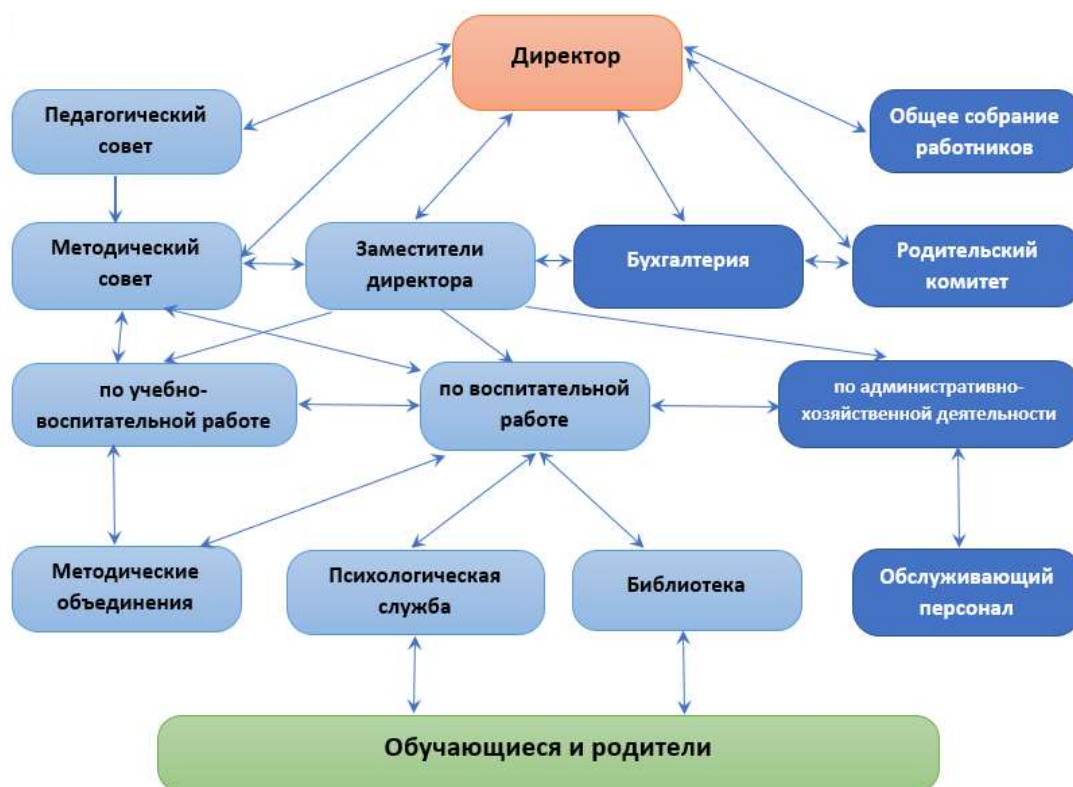 Директор
Педагогический
совет
Общее собрание
работников
Методический
совет
Заместители
директора
Бухгалтерия
Родительский
комитет
по учебно-
воспитательной работе
по воспитательной
работе
по административно-
хозяйственной деятельности
Методические
объединения
Психологическая
служба
Библиотека
Обслуживающий
персонал
Обучающиеся и родители